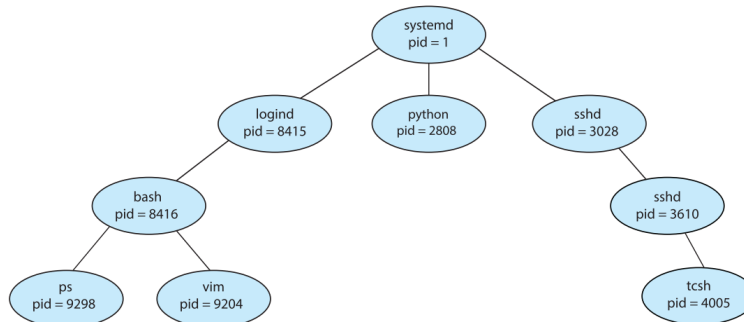 systemd
pid = 1
logind
pid = 8415
python
pid = 2808
sshd
pid = 3028
bash
pid = 8416
sshd
pid = 3610
ps
pid = 9298
vim
pid = 9204
tcsh
pid = 4005